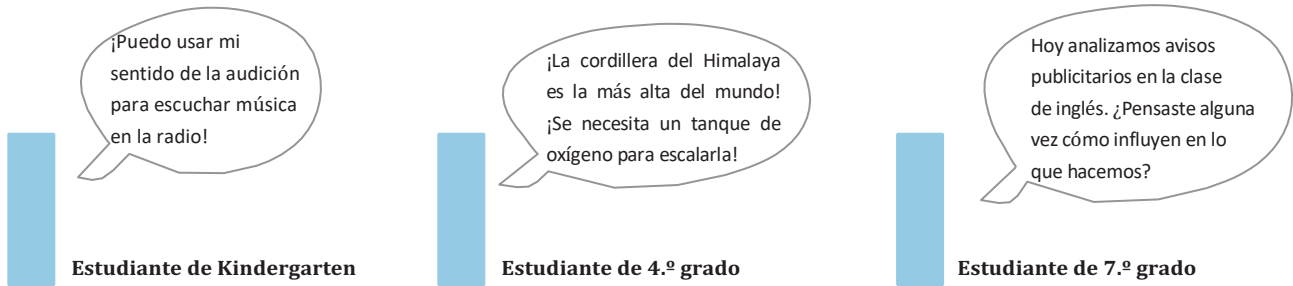 ¡Puedo usar mi
sentido de la audición
para escuchar música
en la radio!
Estudiante de Kindergarten
¡La cordillera del Himalaya
es la más alta del mundo!
¡Se necesita un tanque de
oxígeno para escalarla!
Estudiante de 4.º grado
Hoy analizamos avisos
publicitarios en la clase
de inglés. ¿Pensaste alguna
vez cómo influyen en lo
que hacemos?
Estudiante de 7.º grado